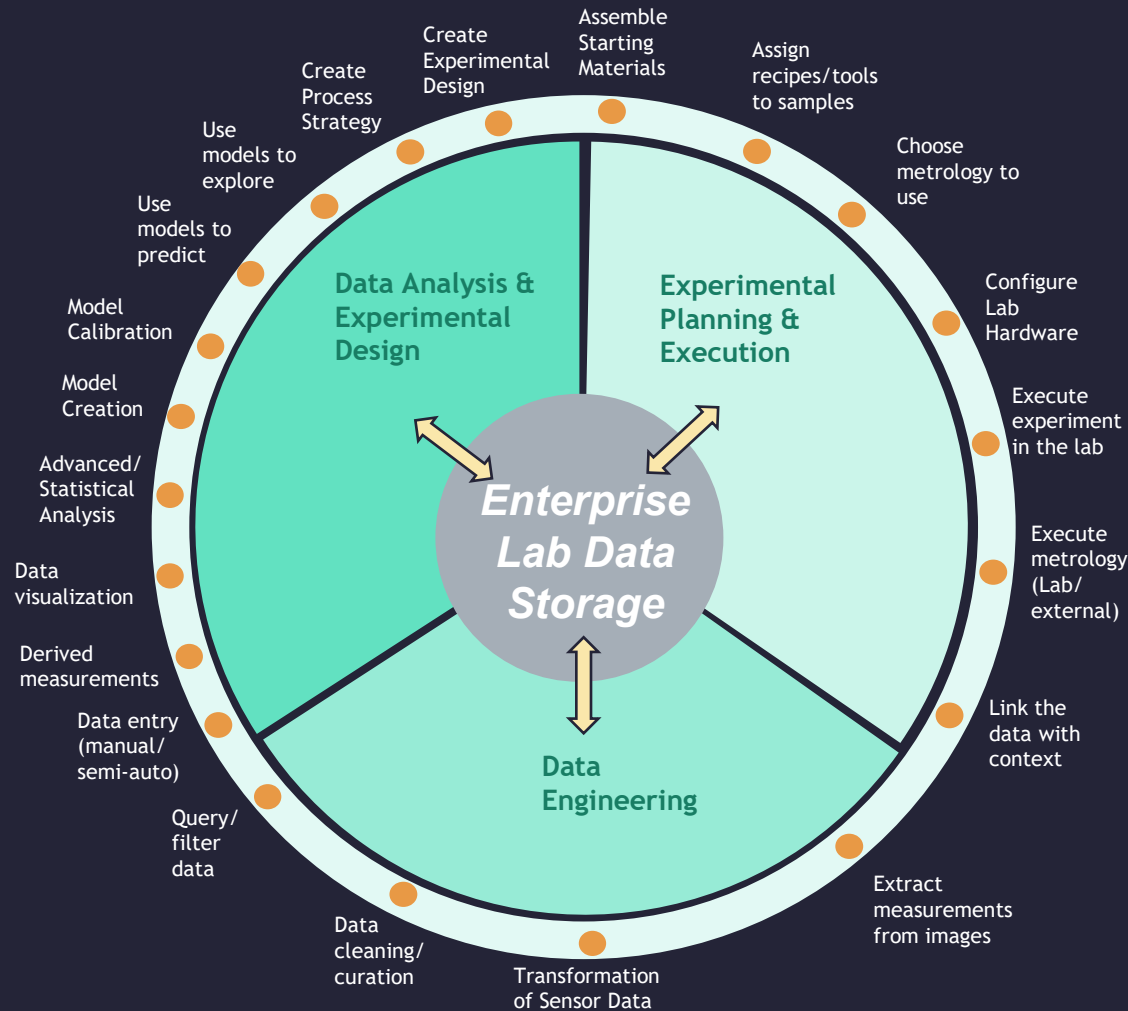 Assemble
Starting
Materials
Assign
recipes/tools
to samples
Choose
metrology to
use
Configure
Lab
Hardware
Execute
experiment
in the lab
Execute
metrology
(Lab/
external)
Link the
data with
context
Extract
measurements
from images
Transformation
of Sensor Data
Data
cleaning/
curation
Query/
filter
data
Data entry
(manual/
semi-auto)
Derived
measurements
Data
visualization
Advanced/
Statistical
Analysis
Model
Creation
Model
Calibration
Use
models to
predict
Use
models to
explore
Create
Process
Strategy
Create
Experimental
Design
Data Analysis &
Experimental
Design
Experimental
Planning &
Execution
Enterprise
Lab Data
Storage
Data
Engineering